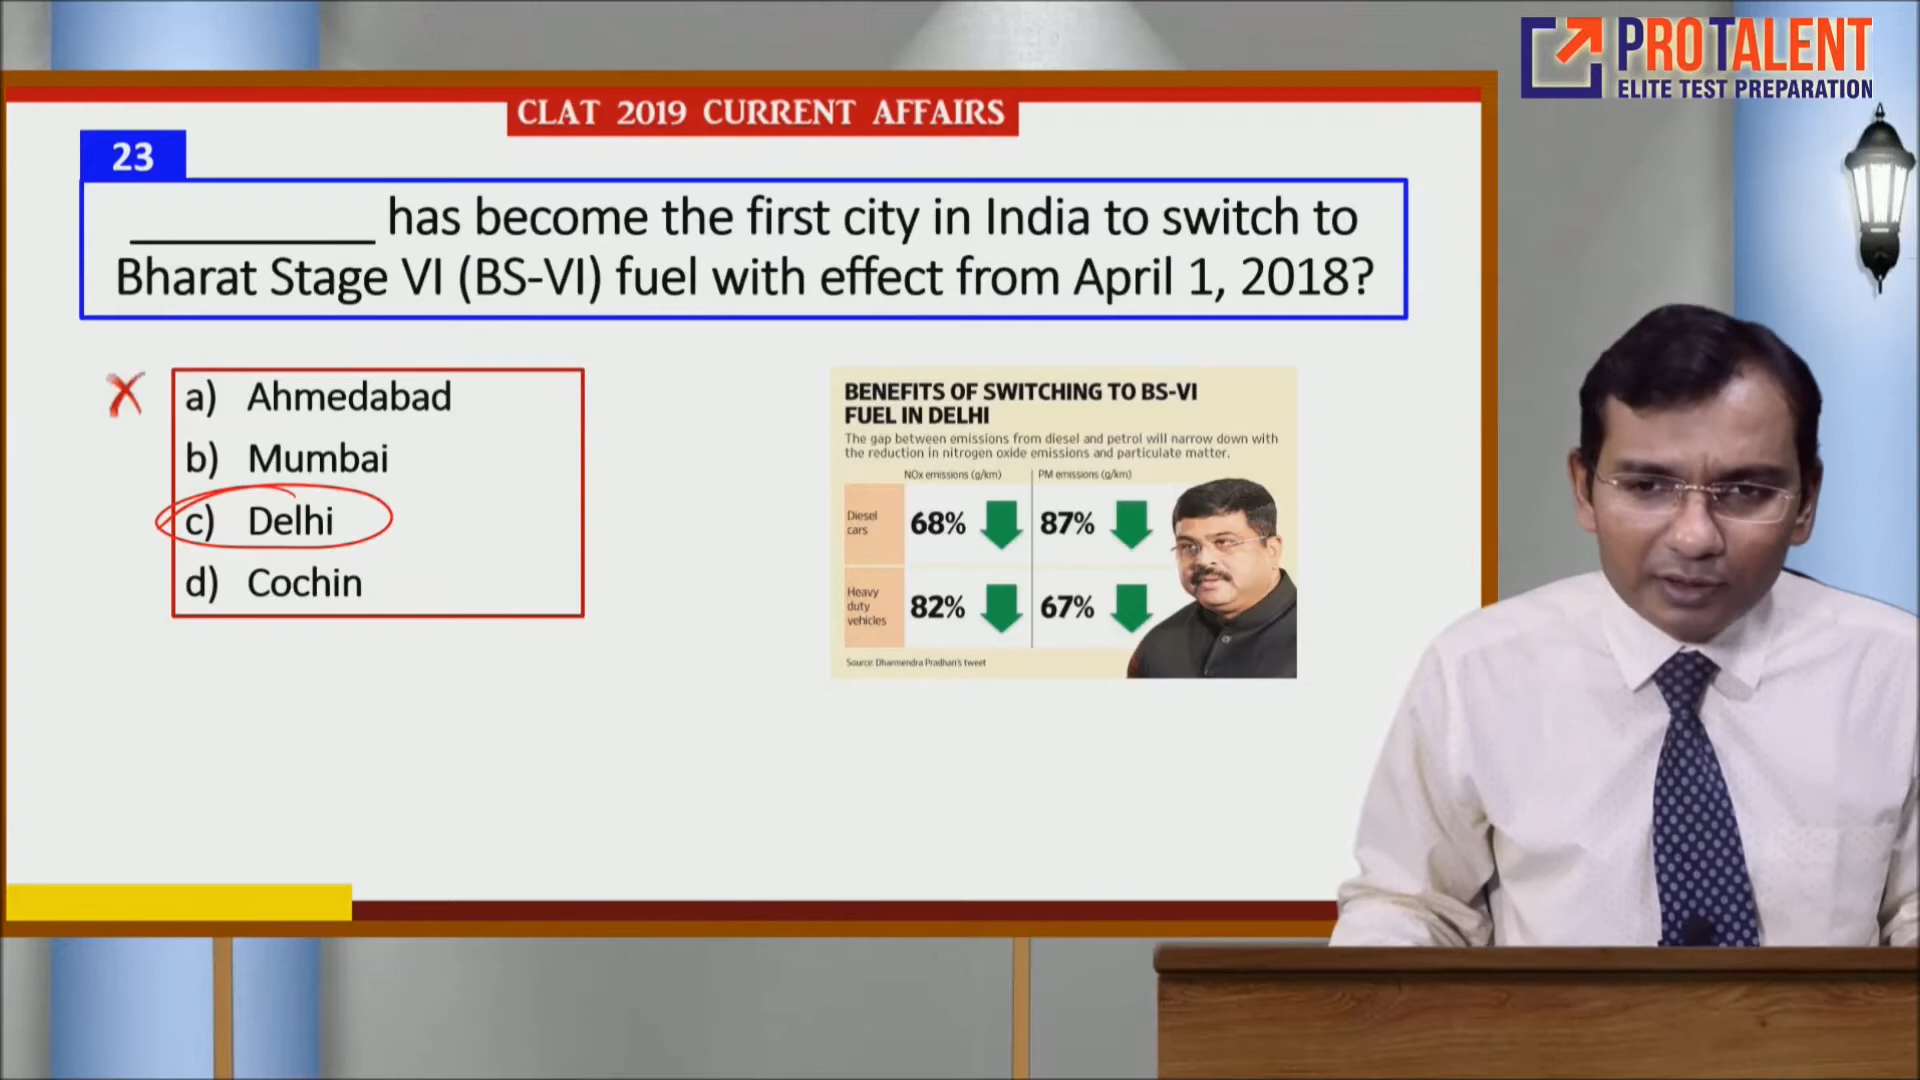 PROTALENT
ELITE TEST PREPARATION
CLAT 2019 CURRENT AFFAIRS
23
__________ has become the first city in India to switch to
Bharat Stage VI (BS-VI) fuel with effect from April 1, 2018?
a) Ahmedabad
b) Mumbai
c) Delhi
d) Cochin
BENEFITS OF SWITCHING TO BS-VI
FUEL IN DELHI
The gap between emissions from diesel and petrol will narrow down with
the reduction in nitrogen oxide emissions and particulate matter.
NOx emissions (g/km) PM emissions (g/km)
Diesel
cars
68% 87%
Heavy
duty
vehicles
82% 67%
Source: Dharmendra Pradhan's tweet